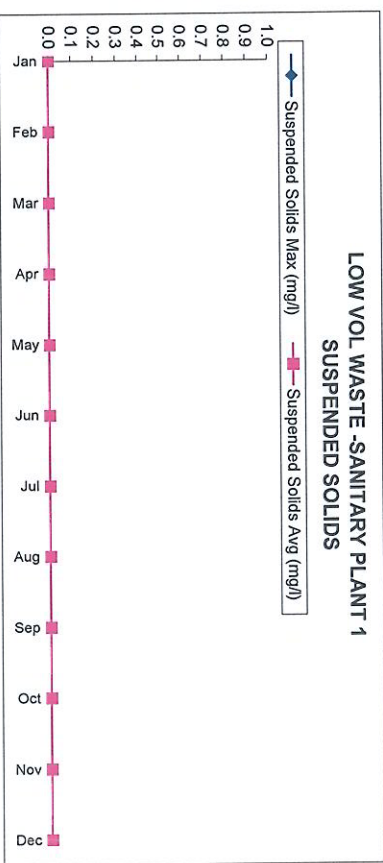 LOW VOL WASTE -SANITARY PLANT 1
SUSPENDED SOLIDS
Suspended Solids Max (mg/l) Suspended Solids Avg (mg/l)
1.0
0.9
0.8
0.7
0.6
0.5
0.4
0.3
0.2
0.1
0.0
Jan Feb Mar Apr May Jun Jul Aug Sep Oct Nov Dec